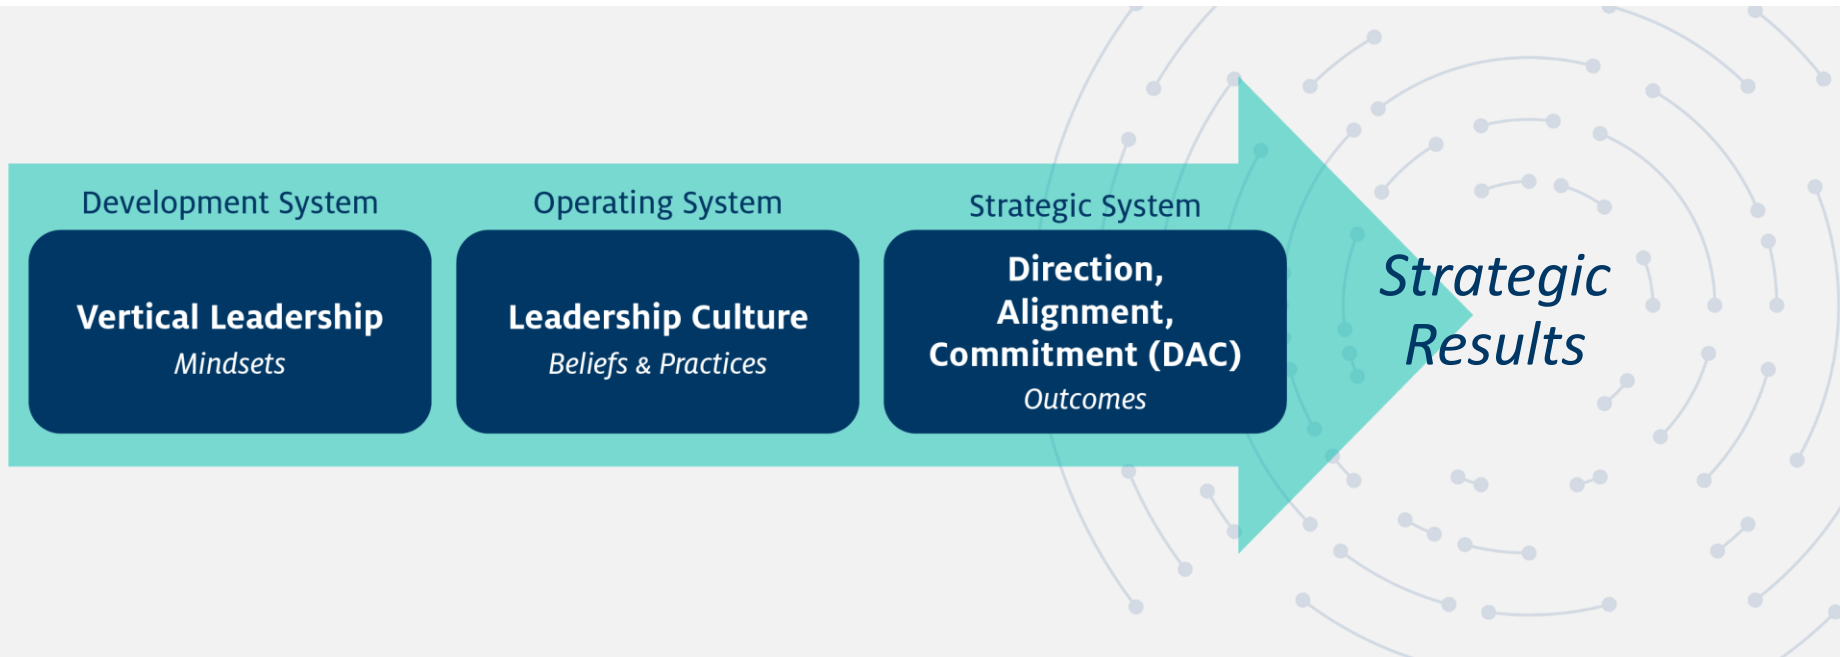 Development System
Vertical Leadership
Mindsets
Operating System
Leadership Culture
Beliefs & Practices
Strategic System
Direction,
Alignment,
Commitment (DAC)
Outcomes
Strategic
Results